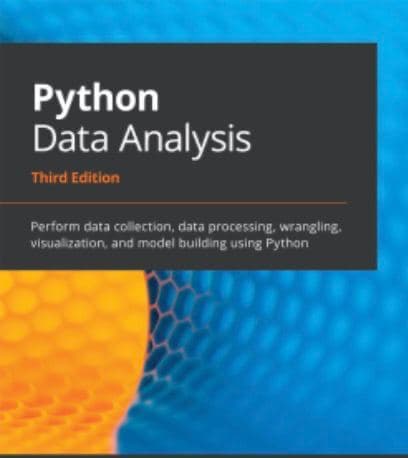 Python
Data Analysis
Third Edition
Perform data collection, data processing, wrangling,
visualization, and model building using Python